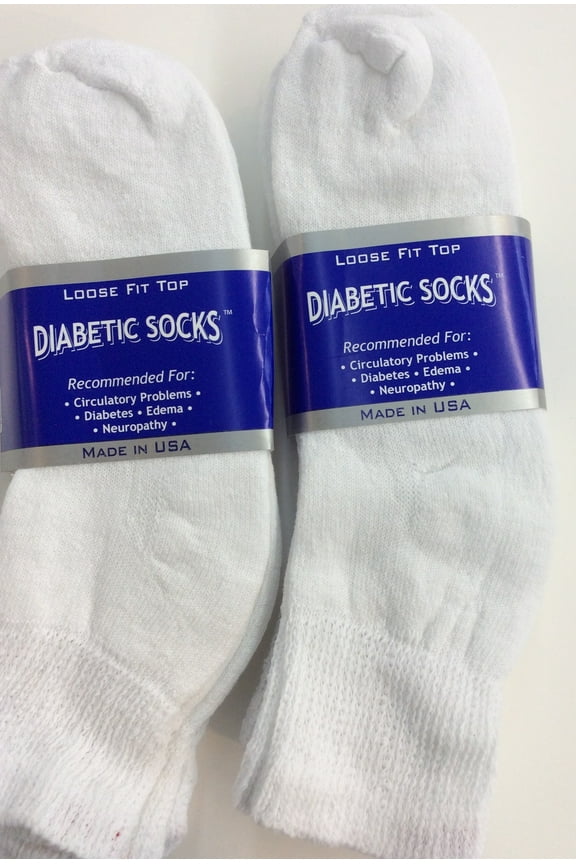 LOOSE FIT TOP
DIABETIC SOCKS™
Recommended For:
• Circulatory Problems •
• Diabetes • Edema •
• Neuropathy •
MADE IN USA
LOOSE FIT TOP
DIABETIC SOCKS™
Recommended For:
• Circulatory Problems •
• Diabetes • Edema •
• Neuropathy •
MADE IN USA